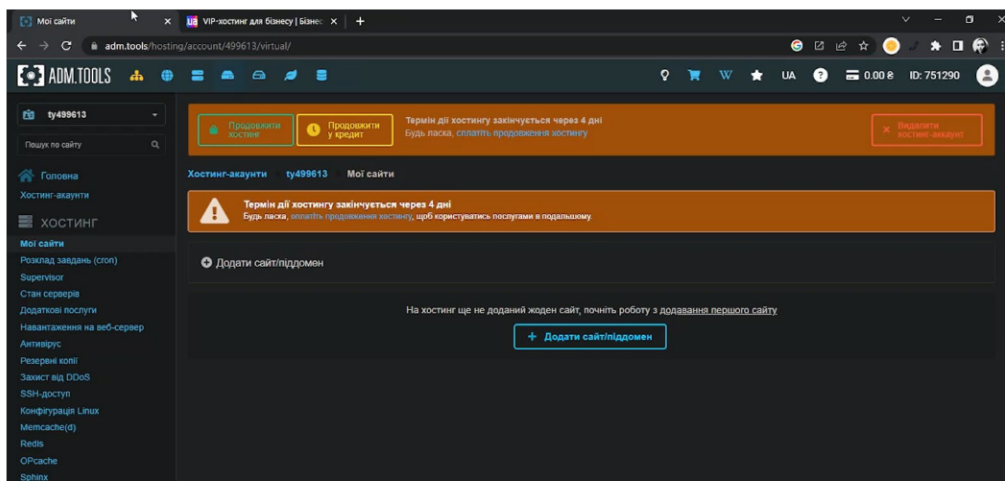 Мої сайти
VIP-хостинг для бізнесу | Бізнес
adm.tools/hosting/account/499613/virtual/
ADM.TOOLS
UA
0.00 ₴
ID: 751290
ty499613
Пошук по сайту
Головна
Хостинг-акаунти
ХОСТИНГ
Мої сайти
Розклад завдань (cron)
Supervisor
Стан серверів
Додаткові послуги
Навантаження на веб-сервер
Антивірус
Резервні копії
Захист від DDoS
SSH-доступ
Конфігурація Linux
Memcache(d)
Redis
OPcache
Sphinx
Продовжити
хостинг
Продовжити
у кредит
Термін дії хостингу закінчується через 4 дні
Будь ласка, сплатіть продовження хостингу
Видалити
хостинг-аккаунт
Хостинг-акаунти ty499613 Мої сайти
Термін дії хостингу закінчується через 4 дні
Будь ласка, оплатіть продовження хостингу, щоб користуватись послугами в подальшому.
Додати сайт/піддомен
На хостинг ще не доданий жоден сайт, почніть роботу з додавання першого сайту
+ Додати сайт/піддомен